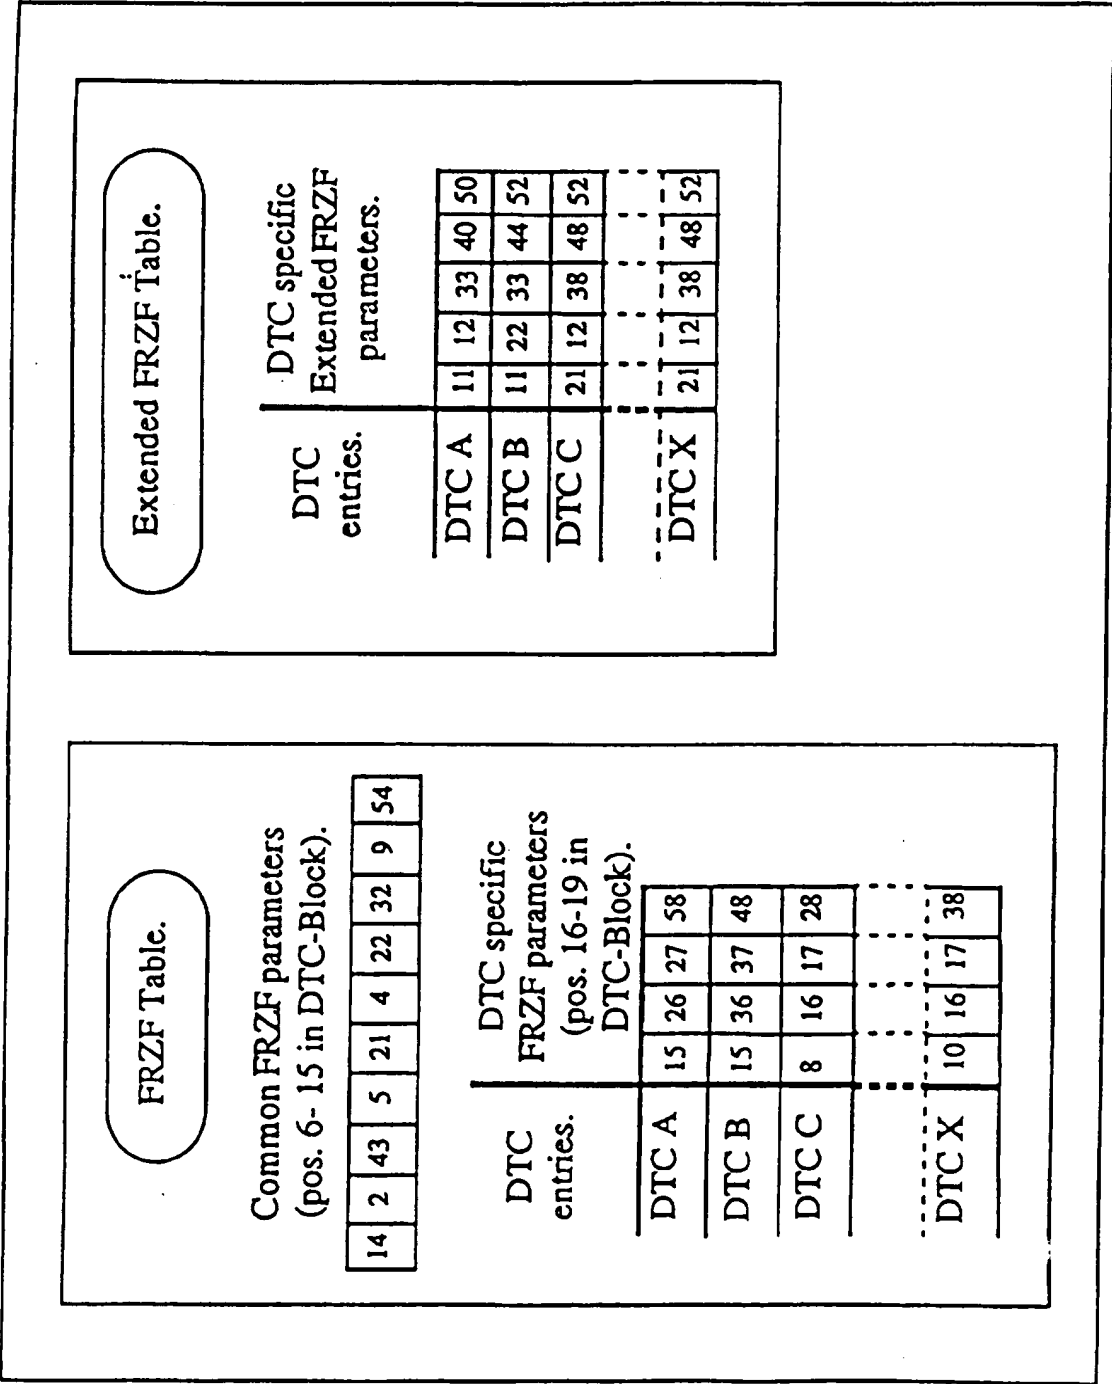 FRZF Table.
Common FRZF parameters
(pos. 6- 15 in DTC-Block).
14 2 43 5 21 4 22 32 9 54
DTC
entries.
DTC specific
FRZF parameters
(pos. 16-19 in
DTC-Block).
DTC A 15 26 27 58
DTC B 15 36 37 48
DTC C 8 16 17 28
DTC X 10 16 17 38
Extended FRZF Table.
DTC
entries.
DTC specific
Extended FRZF
parameters.
DTC A 11 12 33 40 50
DTC B 11 22 33 44 52
DTC C 21 12 38 48 52
DTC X 21 12 38 48 52